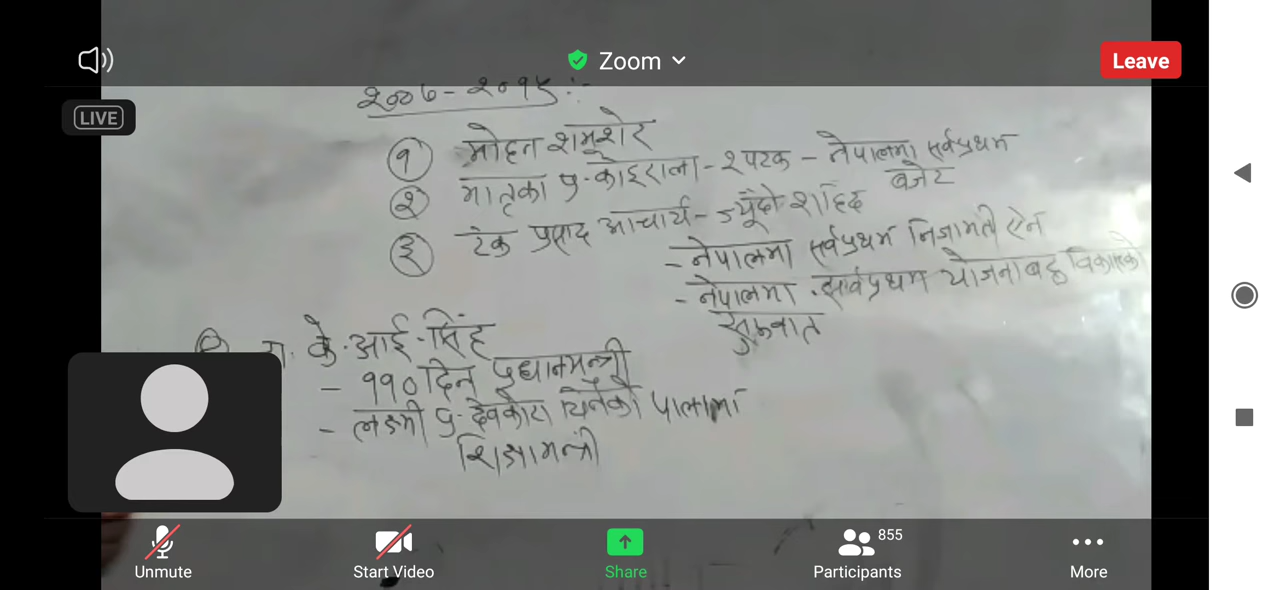 Zoom
Leave
LIVE
२००७ - २०१५ :-
१ मोहन शमशेर
२ मातृका प्र. कोइराला - २ पटक - नेपालमा सर्वप्रथम
बजेट
३ टंक प्रसाद आचार्य - ज्यूँदो शहिद
- नेपालमा सर्वप्रथम निजामती ऐन
- नेपालमा सर्वप्रथम योजनाबद्ध विकासको
सुरुवात
के. आई. सिंह
- ११० दिन प्रधानमन्त्री
- लक्ष्मी प्र. देवकोटा यिनैको पालामा
शिक्षामन्त्री
Unmute
Start Video
Share
855
Participants
More